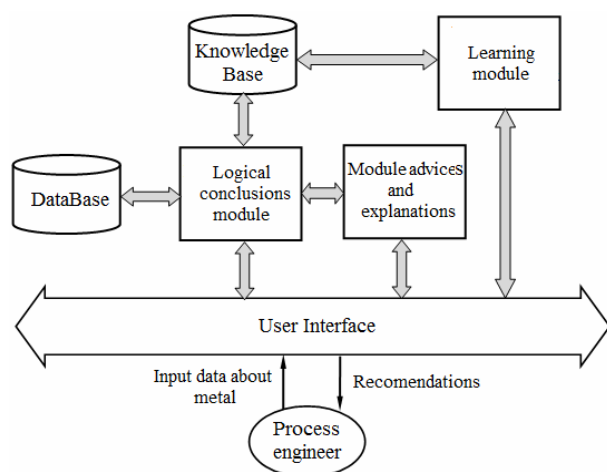 Knowledge
Base
Learning
module
DataBase
Logical
conclusions
module
Module advices
and
explanations
User Interface
Input data about
metal
Recomendations
Process
engineer